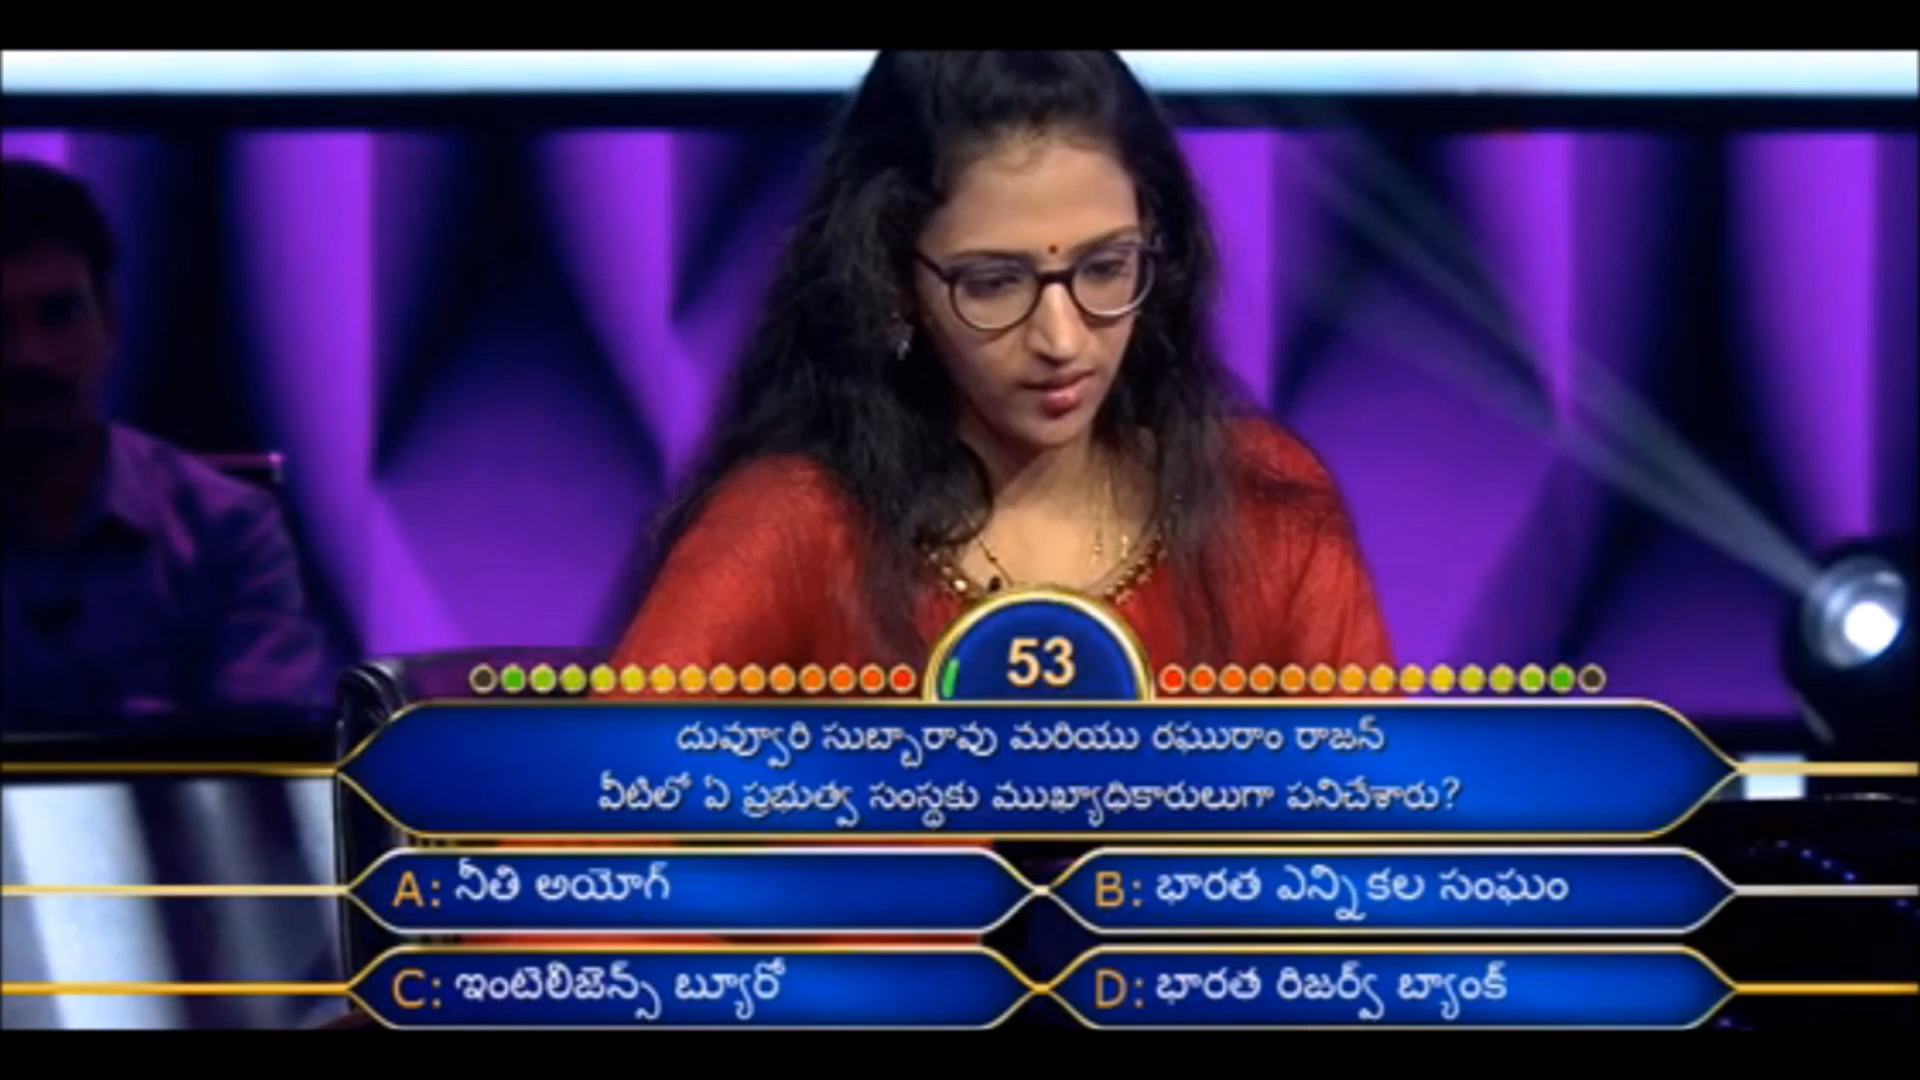 53
దువ్వూరి సుబ్బారావు మరియు రఘురాం రాజన్
వీటిలో ఏ ప్రభుత్వ సంస్థకు ముఖ్యాధికారులుగా పనిచేశారు?
A: నీతి అయోగ్
B: భారత ఎన్నికల సంఘం
C: ఇంటెలిజెన్స్ బ్యూరో
D: భారత రిజర్వ్ బ్యాంక్